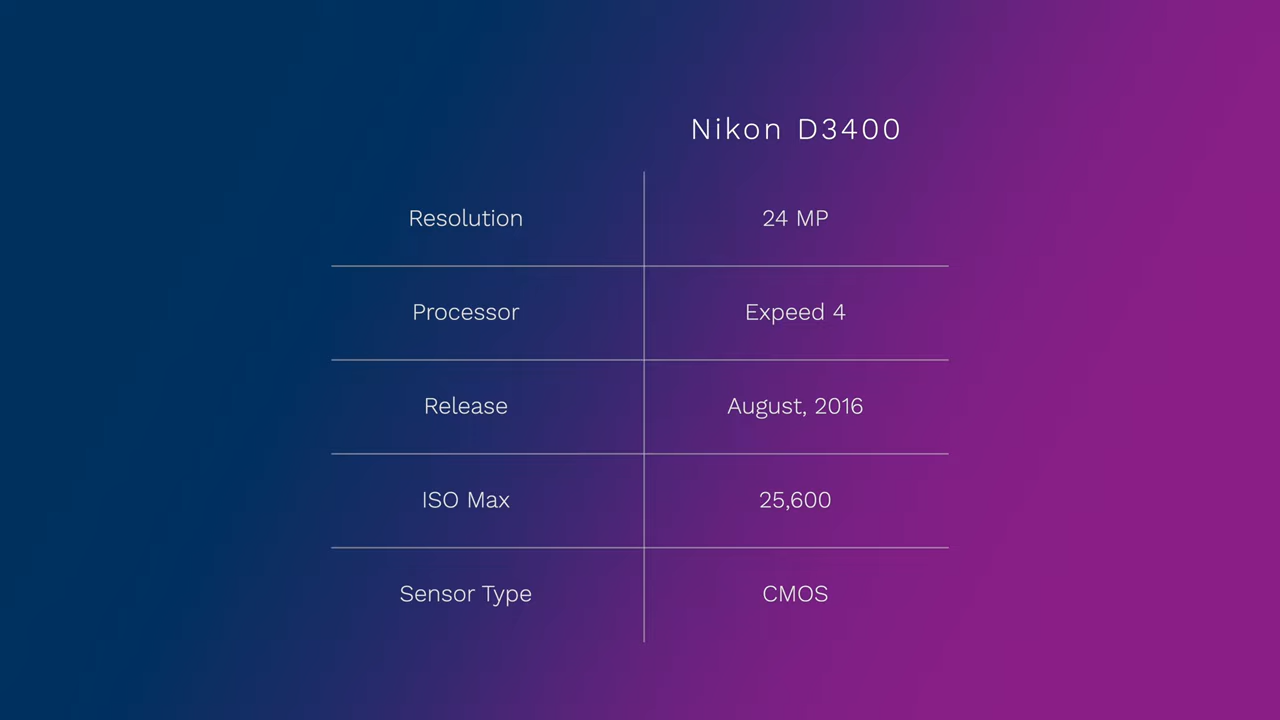 Nikon D3400
Resolution 24 MP
Processor Expeed 4
Release August, 2016
ISO Max 25,600
Sensor Type CMOS